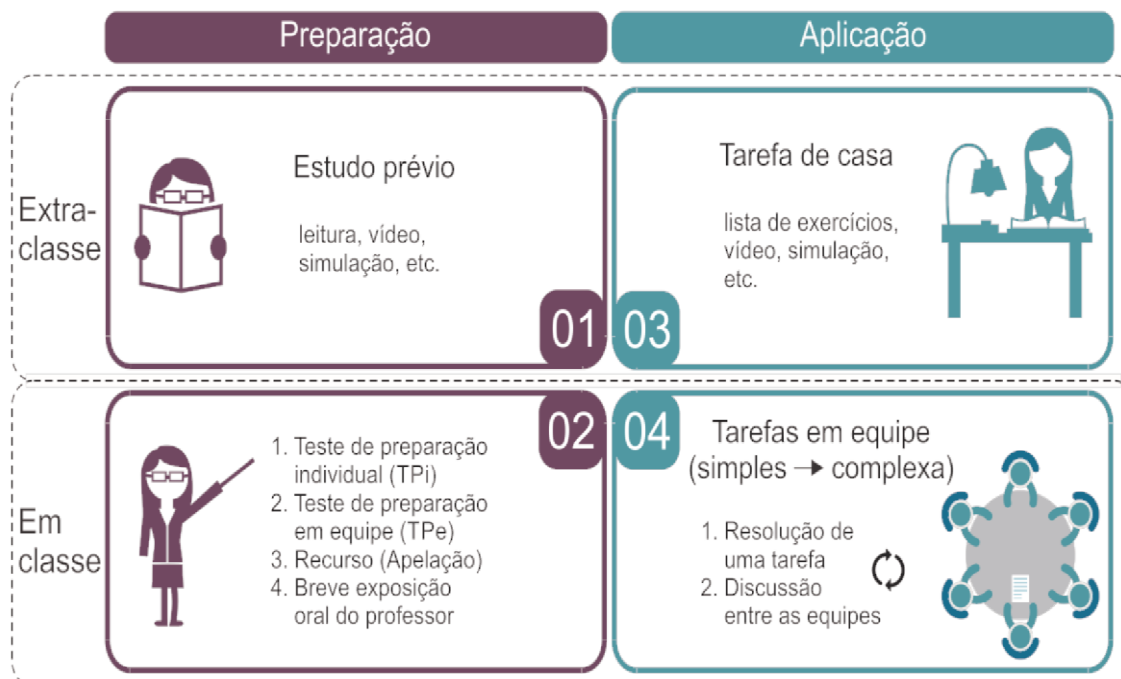 Preparação
Aplicação
Extra-
classe
Estudo prévio
leitura, vídeo,
simulação, etc.
01
Tarefa de casa
lista de exercícios,
vídeo, simulação,
etc.
03
Em
classe
1. Teste de preparação
individual (TPi)
2. Teste de preparação
em equipe (TPe)
3. Recurso (Apelação)
4. Breve exposição
oral do professor
02
04
Tarefas em equipe
(simples → complexa)
1. Resolução de
uma tarefa
2. Discussão
entre as equipes